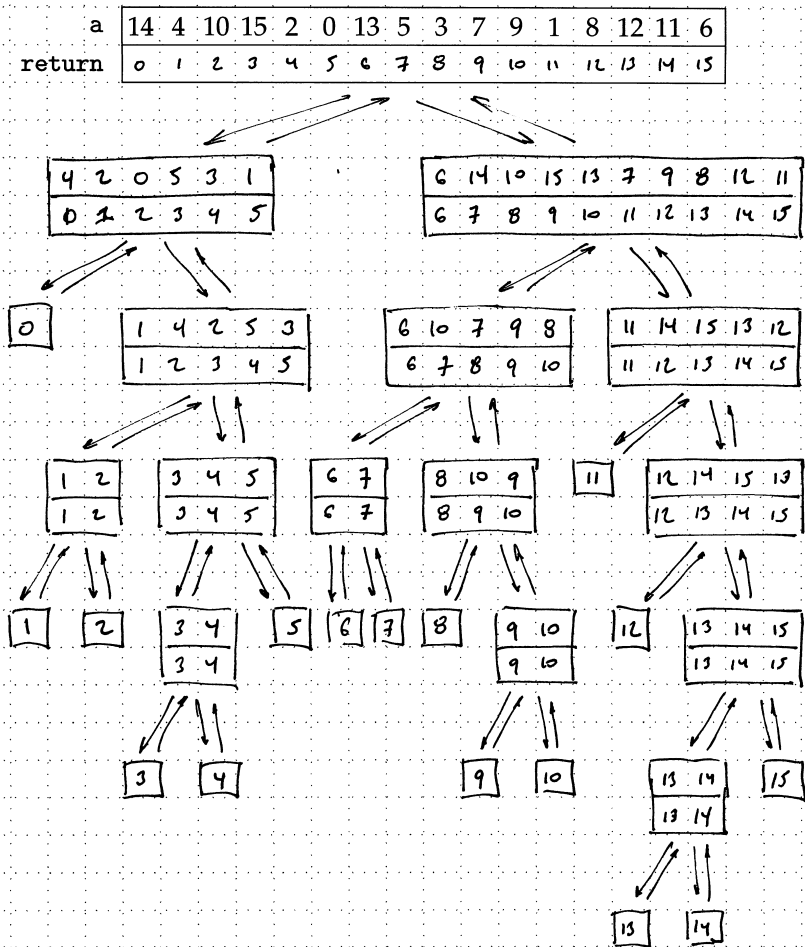 a 14 4 10 15 2 0 13 5 3 7 9 1 8 12 11 6
return 0 1 2 3 4 5 6 7 8 9 10 11 12 13 14 15
4 2 0 5 3 1 6 14 10 15 13 7 9 8 12 11
0 1 2 3 4 5 6 7 8 9 10 11 12 13 14 15
0 1 4 2 5 3 6 10 7 9 8 11 14 15 13 12
1 2 3 4 5 6 7 8 9 10 11 12 13 14 15
1 2 3 4 5 6 7 8 10 9 11 12 14 15 13
1 2 3 4 5 6 7 8 9 10 12 13 14 15
1 2 3 4 5 6 7 8 9 10 12 13 14 15
3 4 9 10 13 14 15
3 4 9 10 13 14 15
13 14
13 14